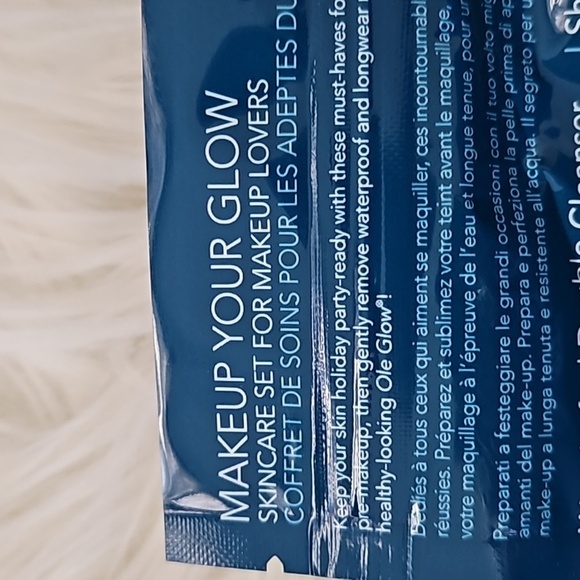 MAKEUP YOUR GLOW
SKINCARE SET FOR MAKEUP LOVERS
COFFRET DE SOINS POUR LES ADEPTES DU
Keep your skin holiday party-ready with these must-haves fo
pre-makeup, then gently remove waterproof and longwear
healthy-looking Ole Glow®!
Dédiés à tous ceux qui aiment se maquiller, ces incontournabl
réussies. Préparez et sublimez votre teint avant le maquillage,
votre maquillage à l'épreuve de l'eau et longue tenue, pour un
Preparati a festeggiare le grandi occasioni con il tuo volto mig
amanti del make-up. Prepara e perfeziona la pelle prima di ap
make-up a lunga tenuta e resistente all'acqua. Il segreto per u
Cleanser | Sh